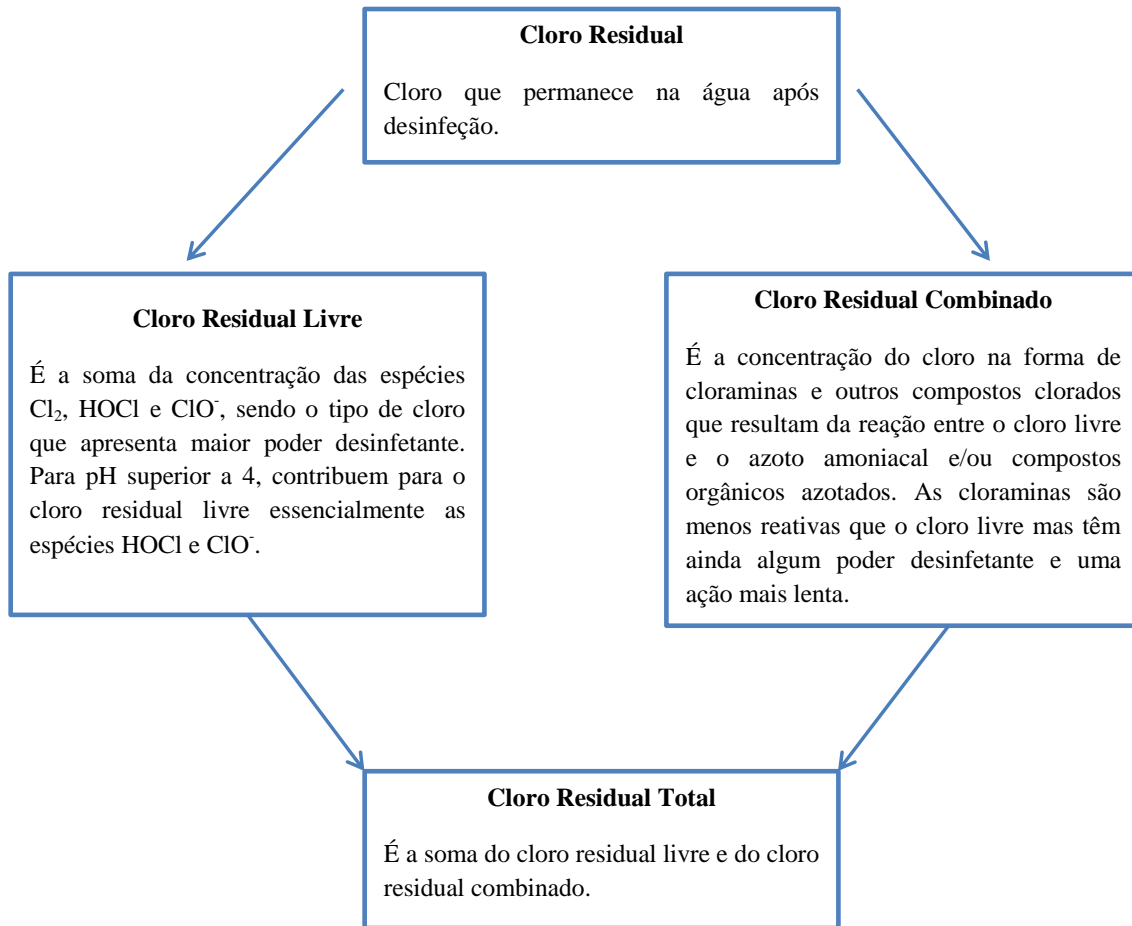 Cloro Residual
Cloro que permanece na água após
desinfeção.
Cloro Residual Livre
É a soma da concentração das espécies
Cl₂, HOCl e ClO⁻, sendo o tipo de cloro
que apresenta maior poder desinfetante.
Para pH superior a 4, contribuem para o
cloro residual livre essencialmente as
espécies HOCl e ClO⁻.
Cloro Residual Combinado
É a concentração do cloro na forma de
cloraminas e outros compostos clorados
que resultam da reação entre o cloro livre
e o azoto amoniacal e/ou compostos
orgânicos azotados. As cloraminas são
menos reativas que o cloro livre mas têm
ainda algum poder desinfetante e uma
ação mais lenta.
Cloro Residual Total
É a soma do cloro residual livre e do cloro
residual combinado.